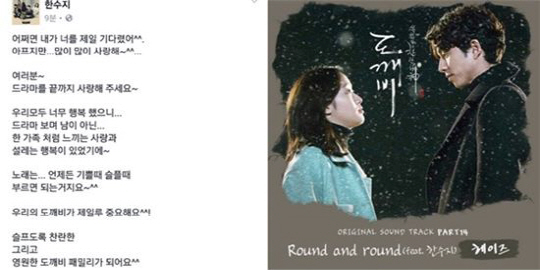 한수지
9분 ·
어쩌면 내가 너를 제일 기다렸어^^.
아프지만...많이 많이 사랑해~^^...
여러분~
드라마를 끝까지 사랑해 주세요~
우리모두 너무 행복 했으니...
드라마 보며 남이 아닌...
한 가족 처럼 느끼는 사랑과
설레는 행복이 있었기에~
노래는... 언제든 기쁠때 슬플때
부르면 되는거지요~^^
우리의 도깨비가 제일루 중요해요^^!
슬프도록 찬란한
그리고
영원한 도깨비 패밀리가 되어요^^
도깨비
ORIGINAL SOUND TRACK PART14
Round and round (feat. 한수지) 헤이즈